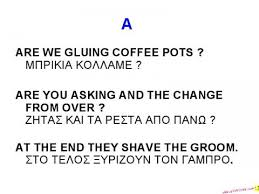 A
ARE WE GLUING COFFEE POTS ?
ΜΠΡΙΚΙΑ ΚΟΛΛΑΜΕ ?
ARE YOU ASKING AND THE CHANGE
FROM OVER ?
ΖΗΤΑΣ ΚΑΙ ΤΑ ΡΕΣΤΑ ΑΠΟ ΠΑΝΩ ?
AT THE END THEY SHAVE THE GROOM.
ΣΤΟ ΤΕΛΟΣ ΞΥΡΙΖΟΥΝ ΤΟΝ ΓΑΜΠΡΟ.